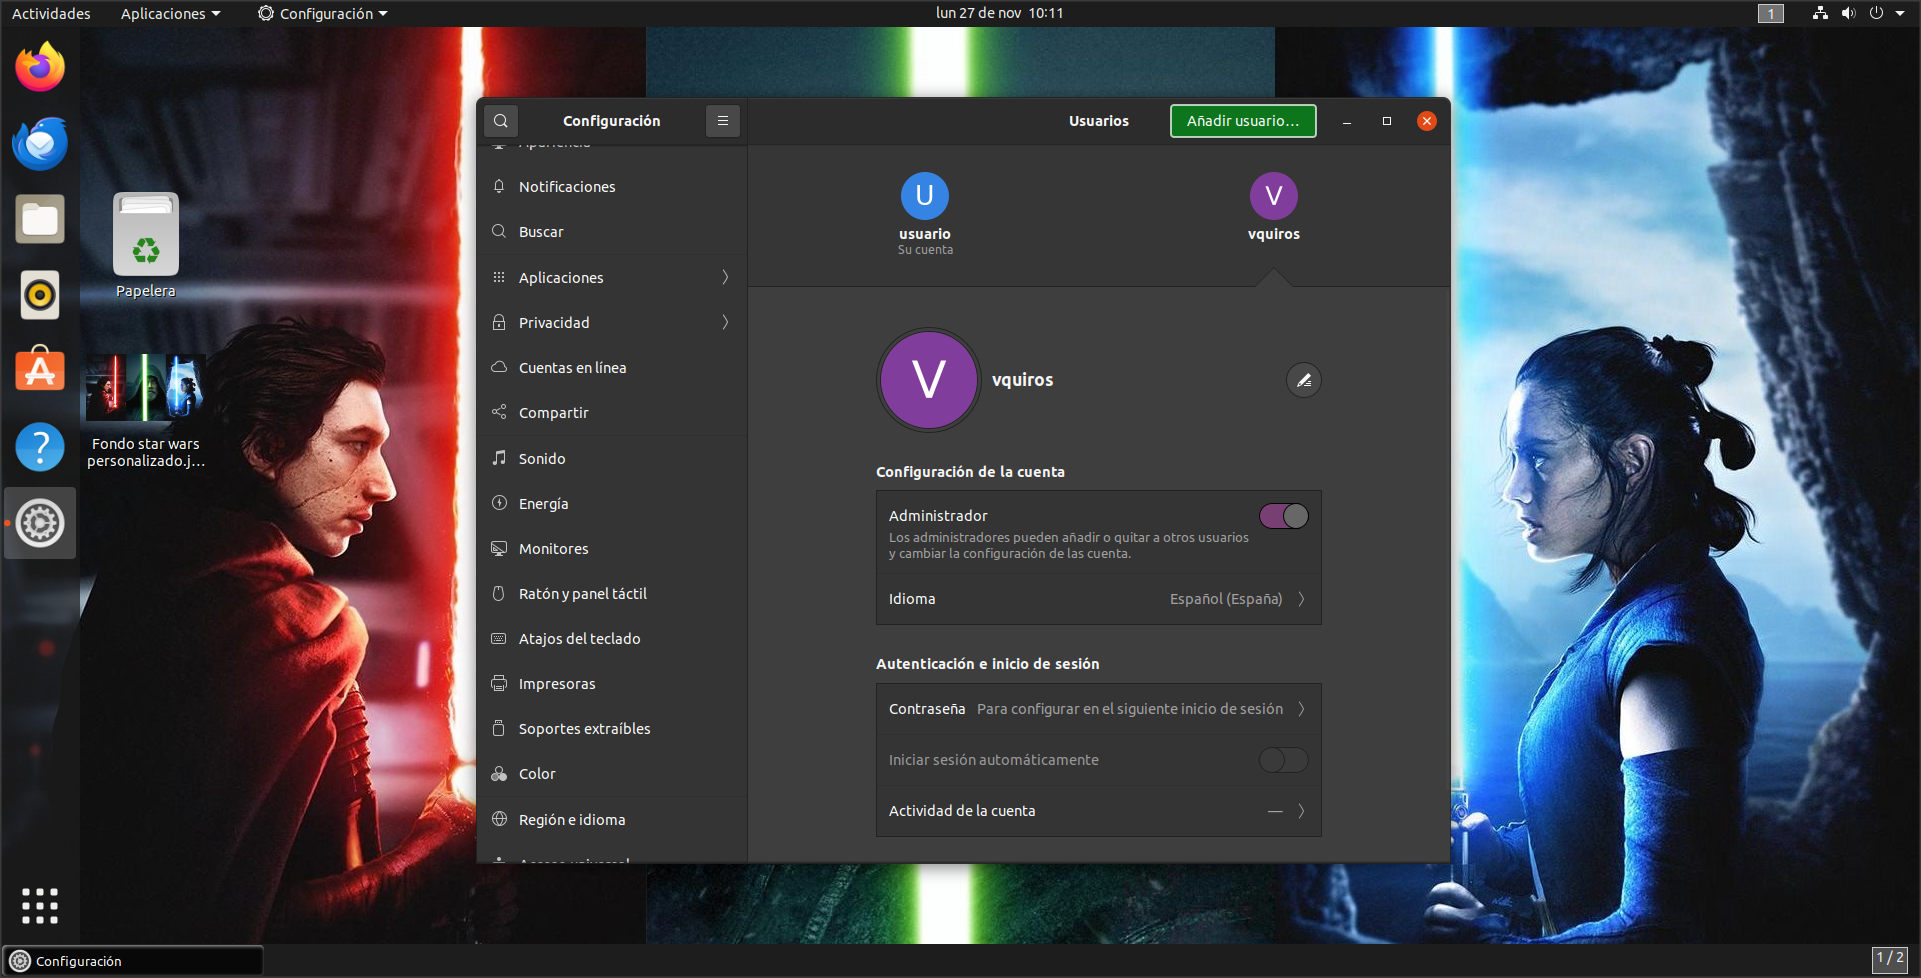 Actividades
Aplicaciones
Configuración
lun 27 de nov 10:11
1
Papelera
Fondo star wars
personalizado.j...
Configuración
Usuarios
Añadir usuario...
Apariencia
Notificaciones
Buscar
Aplicaciones
Privacidad
Cuentas en línea
Compartir
Sonido
Energía
Monitores
Ratón y panel táctil
Atajos del teclado
Impresoras
Soportes extraíbles
Color
Región e idioma
Acceso universal
U
usuario
Su cuenta
V
vquiros
V
vquiros
Configuración de la cuenta
Administrador
Los administradores pueden añadir o quitar a otros usuarios
y cambiar la configuración de las cuenta.
Idioma
Español (España)
Autenticación e inicio de sesión
Contraseña
Para configurar en el siguiente inicio de sesión
Iniciar sesión automáticamente
Actividad de la cuenta
—
Configuración
1 / 2